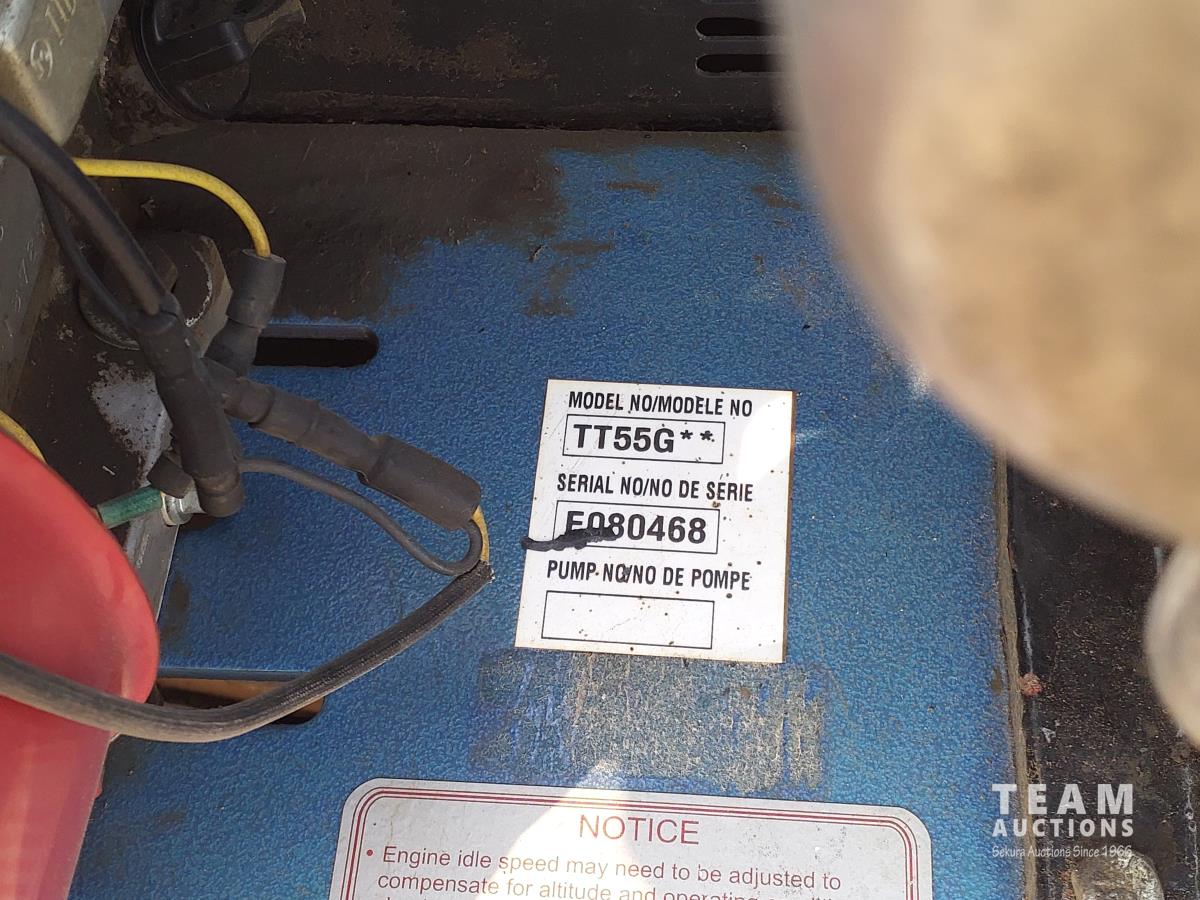 MODEL NO/MODELE NO
TT55G**
SERIAL NO/NO DE SERIE
E080468
PUMP NO/NO DE POMPE
NOTICE
• Engine idle speed may need to be adjusted to
compensate for altitude and operating
TEAM
AUCTIONS
Sekura Auctions Since 1966